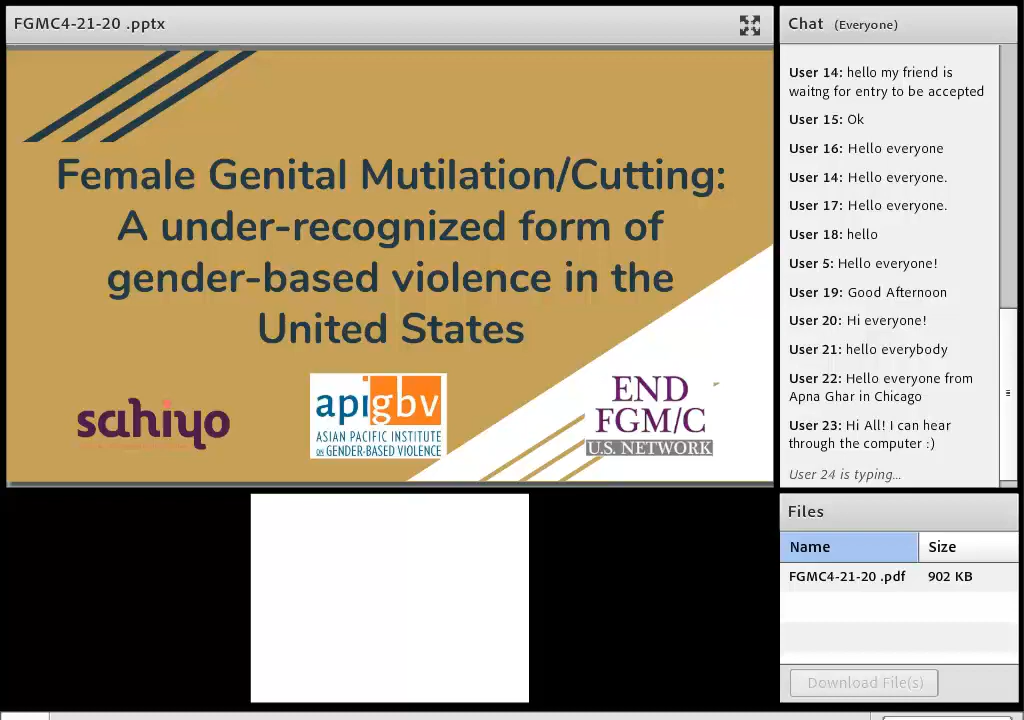 FGMC4-21-20 .pptx
Female Genital Mutilation/Cutting:
A under-recognized form of
gender-based violence in the
United States
sahiyo
apigbv
ASIAN PACIFIC INSTITUTE
ON GENDER-BASED VIOLENCE
END
FGM/C
U.S. NETWORK
Chat (Everyone)
User 14: hello my friend is
waitng for entry to be accepted
User 15: Ok
User 16: Hello everyone
User 14: Hello everyone.
User 17: Hello everyone.
User 18: hello
User 5: Hello everyone!
User 19: Good Afternoon
User 20: Hi everyone!
User 21: hello everybody
User 22: Hello everyone from
Apna Ghar in Chicago
User 23: Hi All! I can hear
through the computer :)
User 24 is typing...
Files
Name Size
FGMC4-21-20 .pdf 902 KB
Download File(s)